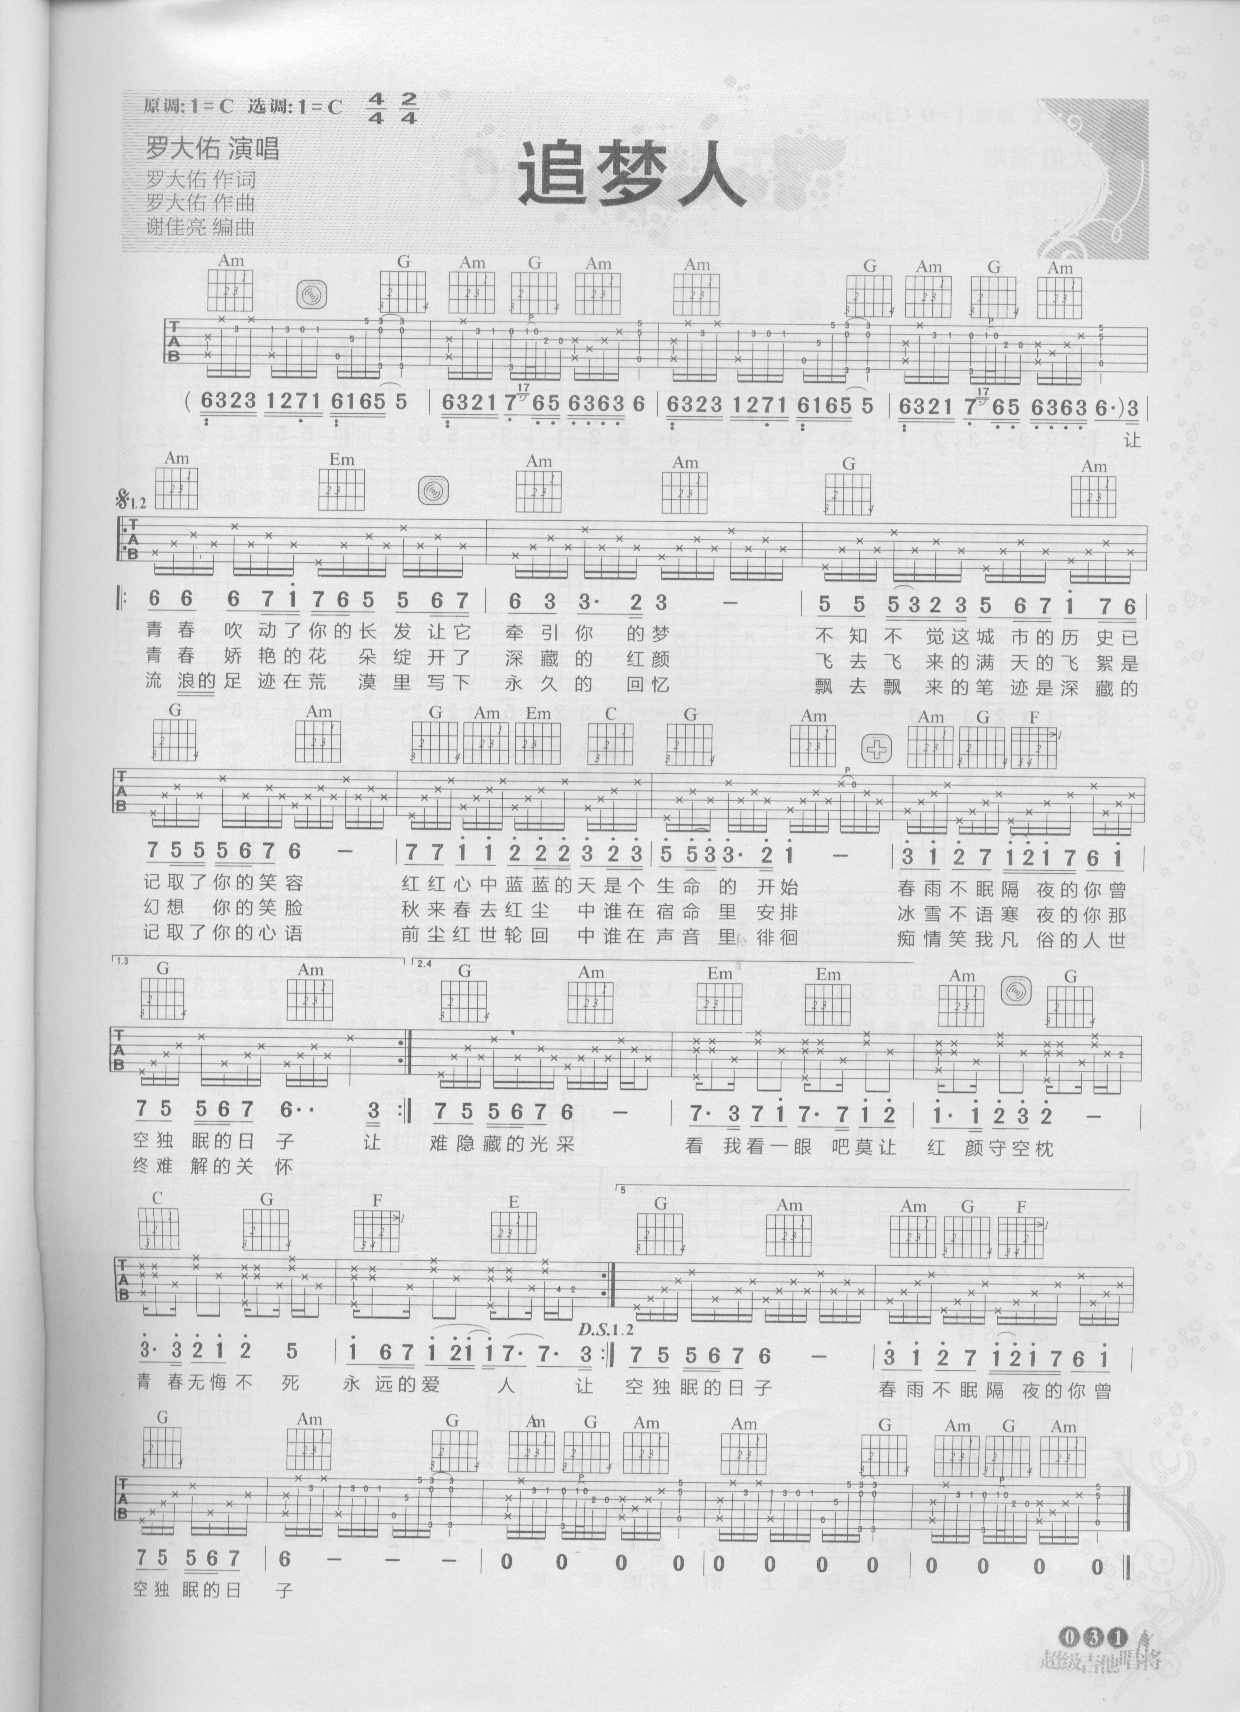 原调:1=C 选调:1=C 4/4 2/4
罗大佑 演唱
追梦人
罗大佑 作词
罗大佑 作曲
谢佳亮 编曲
Am G Am G Am Am G Am G Am
(6323 1271 6165 5 | 6321 7 65 6363 6 | 6323 1271 6165 5 | 6321 7 65 6363 6·)3
让
Am Em Am Am G Am
1.2
6 6 6 7 1 7 6 5 5 6 7 | 6 3 3· 2 3 － | 5 5 5 3 2 3 5 6 7 1 7 6
青春 吹动了你的长 发让它 牵引你 的梦 不知不 觉这城 市的历 史已
青春 娇艳的花 朵绽开了 深藏的 红颜 飞去飞 来的满 天的飞 絮是
流浪的足迹在荒 漠里写下 永久的 回忆 飘去飘 来的笔 迹是深 藏的
G Am G Am Em C G Am Am G F
7 5 5 5 6 7 6 － | 7 7 1 1 2 2 2 3 2 3 | 5 5 3 3· 2 1 － | 3 1 2 7 1 2 1 7 6 1
记取了你的笑容 红红心中蓝蓝的天是个 生命 的 开始 春雨不眠隔 夜的你曾
幻想 你的笑脸 秋来春去红尘 中谁在 宿命 里 安排 冰雪不语寒 夜的你那
记取了你的心语 前尘红世轮回 中谁在 声音 里 徘徊 痴情笑我凡 俗的人世
1.3 2.4
G Am G Am Em Em Am G
7 5 5 6 7 6·· 3 :| 7 5 5 6 7 6 － | 7· 3 7 1 7· 7 1 2 | 1· 1 2 3 2 －
空独 眠的日 子 让 难隐藏的光采 看 我看一眼 吧莫让 红 颜守空枕
终难 解的关 怀
5
C G F E G Am Am G F
D.S.1.2
3· 3 2 1 2 5 | 1 6 7 1 2 1 1 7· 7· 3 :| 7 5 5 6 7 6 － | 3 1 2 7 1 2 1 7 6 1
青 春无悔不 死 永远的爱 人 让 空独眠的日子 春雨不眠隔 夜的你曾
G Am G Am G Am Am G Am G Am
7 5 5 6 7 | 6 － － － | 0 0 0 0 | 0 0 0 0 | 0 0 0 0
空独 眠的日 子
031
超级吉他唱将